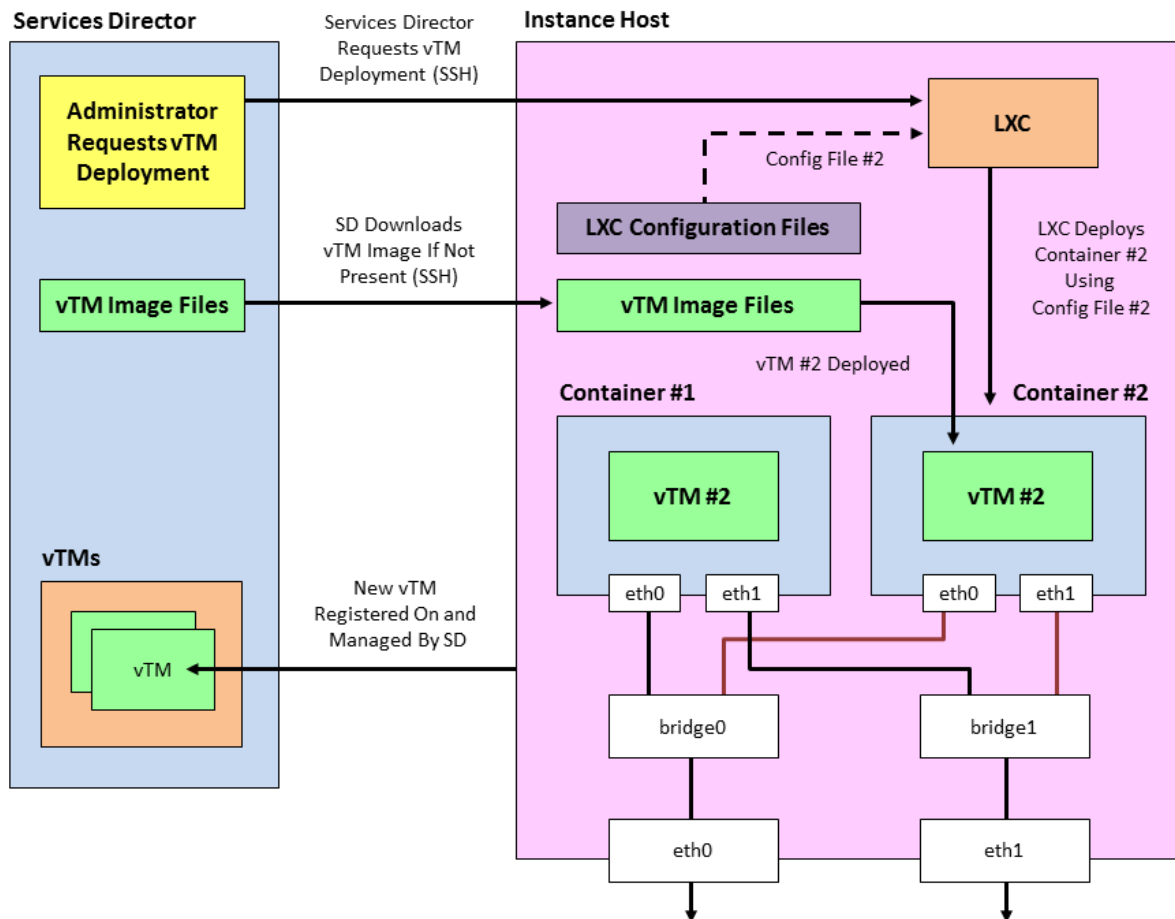 Services Director
Administrator
Requests vTM
Deployment
vTM Image Files
vTMs
vTM
Services Director
Requests vTM
Deployment (SSH)
SD Downloads
vTM Image If Not
Present (SSH)
New vTM
Registered On and
Managed By SD
Instance Host
LXC
Config File #2
LXC Configuration Files
vTM Image Files
LXC Deploys
Container #2
Using
Config File #2
vTM #2 Deployed
Container #1
vTM #2
eth0
eth1
Container #2
vTM #2
eth0
eth1
bridge0
bridge1
eth0
eth1